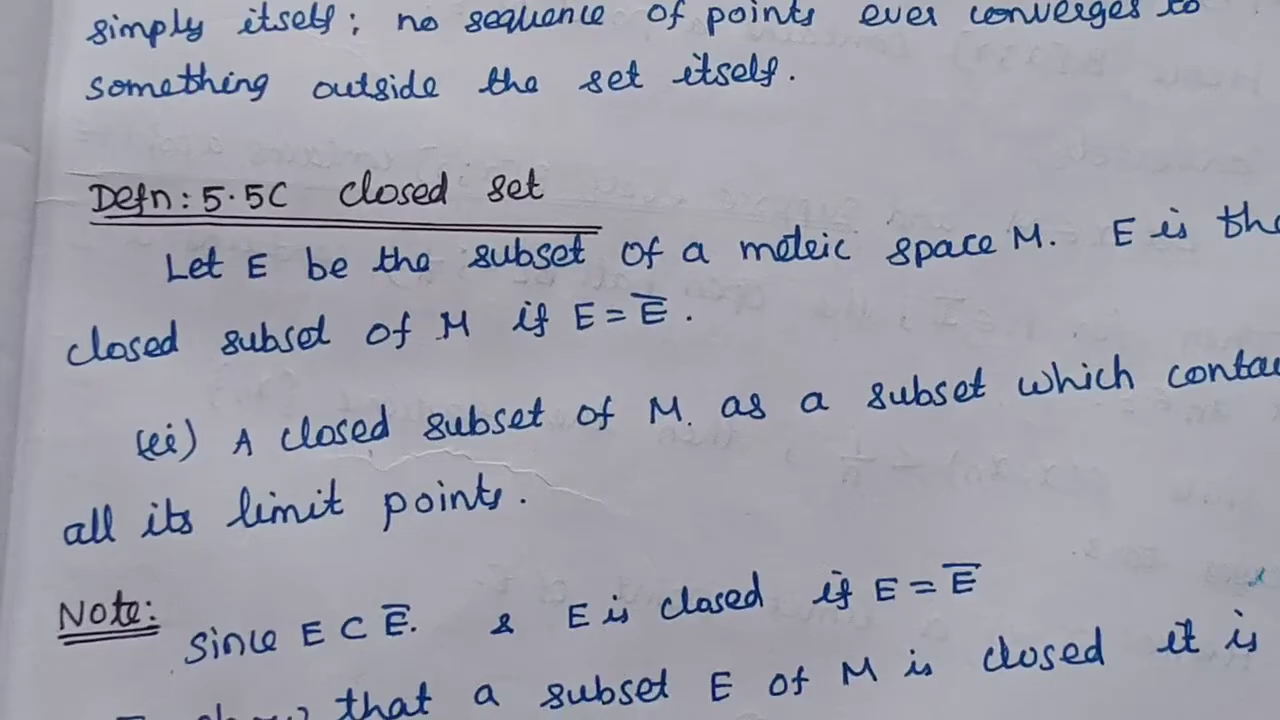 simply itself; no sequence of points ever converges to
something outside the set itself.
Defn: 5.5C closed set
Let E be the subset of a metric space M. E is the
closed subset of M if E = E̅.
(ei) A closed subset of M. as a subset which contai
all its limit points.
Note:
Since E ⊂ E̅. & E is closed if E = E̅
that a subset E of M is closed it is